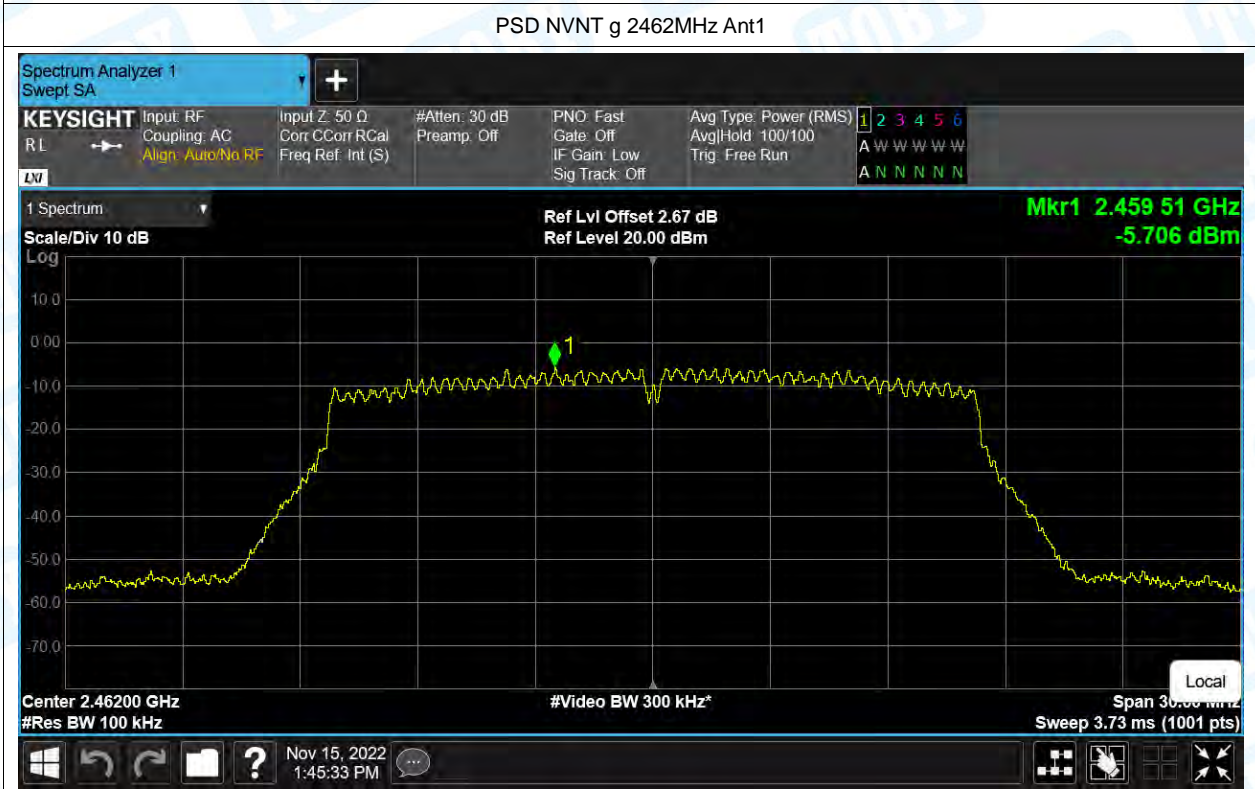 PSD NVNT g 2462MHz Ant1
Spectrum Analyzer 1
Swept SA
KEYSIGHT
RL
LXI
Input: RF
Coupling: AC
Align: Auto/No RF
Input Z: 50 Ω
Corr CCorr RCal
Freq Ref: Int (S)
#Atten: 30 dB
Preamp: Off
PNO: Fast
Gate: Off
IF Gain: Low
Sig Track: Off
Avg Type: Power (RMS)
Avg|Hold: 100/100
Trig: Free Run
1 2 3 4 5 6
A W W W W W
A N N N N N
1 Spectrum
Scale/Div 10 dB
Ref Lvl Offset 2.67 dB
Ref Level 20.00 dBm
Mkr1 2.459 51 GHz
-5.706 dBm
Log
10.0
0.00
1
-10.0
-20.0
-30.0
-40.0
-50.0
-60.0
-70.0
Local
Center 2.46200 GHz
#Video BW 300 kHz*
Span 30.00 MHz
#Res BW 100 kHz
Sweep 3.73 ms (1001 pts)
?
Nov 15, 2022
1:45:33 PM